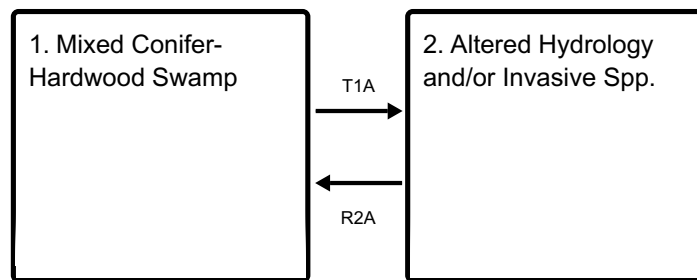 1. Mixed Conifer-
Hardwood Swamp
T1A
2. Altered Hydrology
and/or Invasive Spp.
R2A